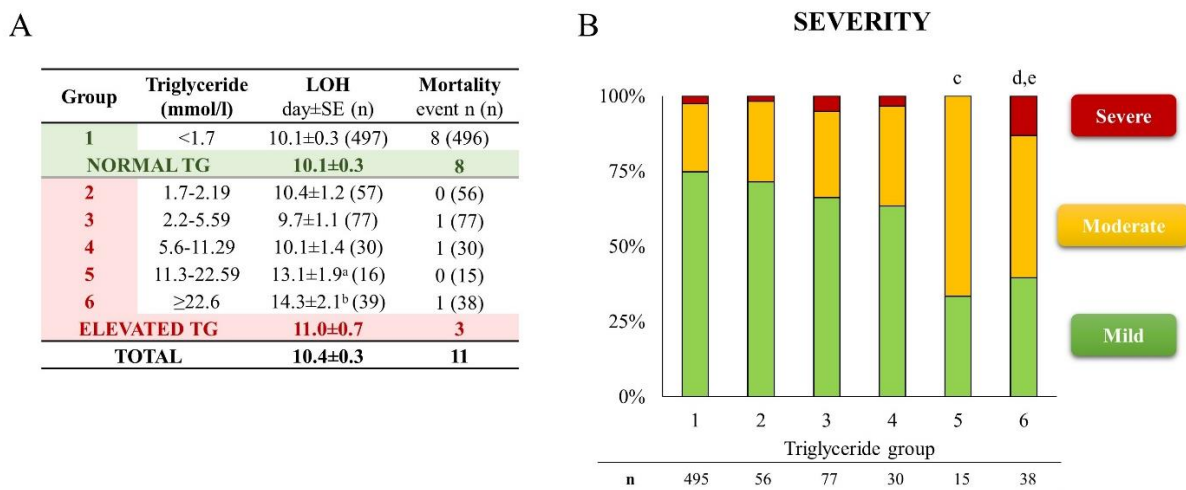 A
Group Triglyceride (mmol/l) LOH day±SE (n) Mortality event n (n)
1 <1.7 10.1±0.3 (497) 8 (496)
NORMAL TG 10.1±0.3 8
2 1.7-2.19 10.4±1.2 (57) 0 (56)
3 2.2-5.59 9.7±1.1 (77) 1 (77)
4 5.6-11.29 10.1±1.4 (30) 1 (30)
5 11.3-22.59 13.1±1.9ᵃ (16) 0 (15)
6 ≥22.6 14.3±2.1ᵇ (39) 1 (38)
ELEVATED TG 11.0±0.7 3
TOTAL 10.4±0.3 11
B
SEVERITY
c d,e
100%
75%
50%
25%
0%
1 2 3 4 5 6
Triglyceride group
n 495 56 77 30 15 38
Severe
Moderate
Mild